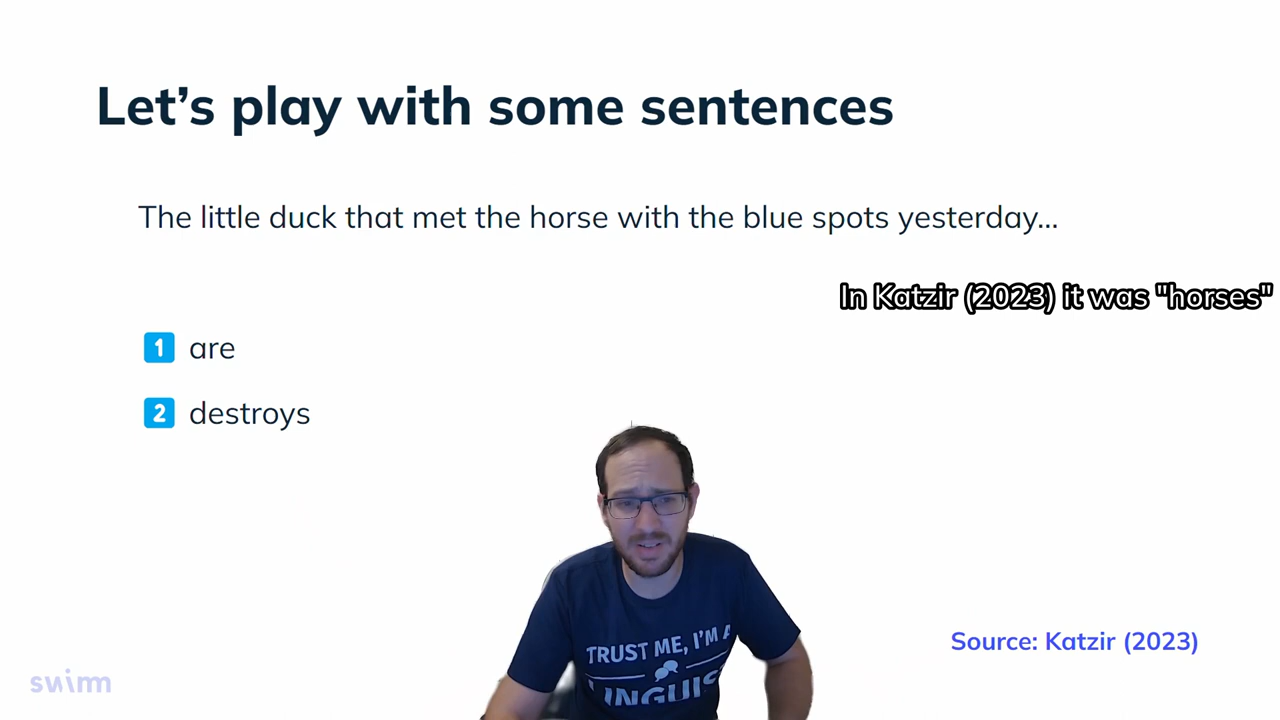 Let's play with some sentences
The little duck that met the horse with the blue spots yesterday...
In Katzir (2023) it was "horses"
1 are
2 destroys
TRUST ME, I'M A
LINGUIS
Source: Katzir (2023)
swimm